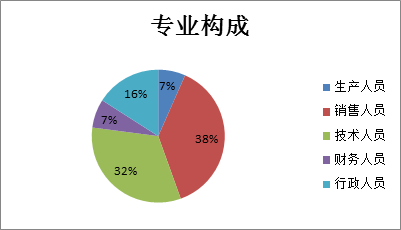 专业构成
7%
38%
32%
7%
16%
生产人员
销售人员
技术人员
财务人员
行政人员